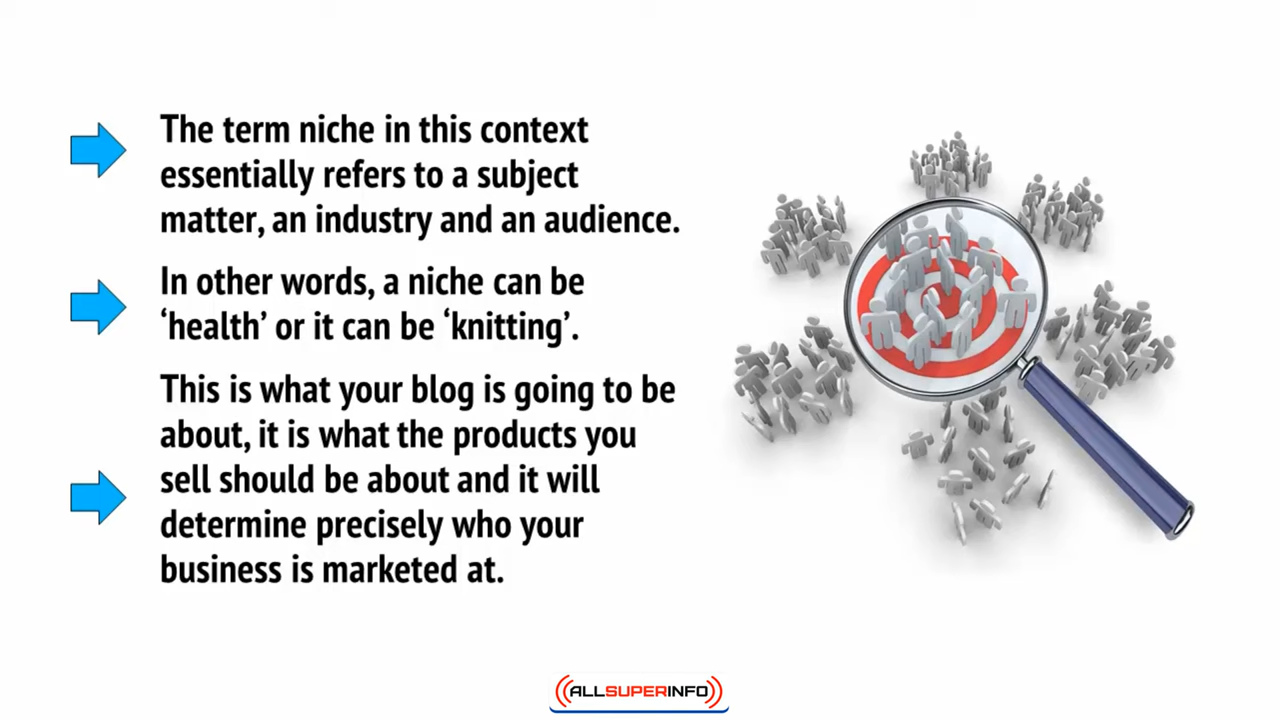 The term niche in this context
essentially refers to a subject
matter, an industry and an audience.
In other words, a niche can be
‘health’ or it can be ‘knitting’.
This is what your blog is going to be
about, it is what the products you
sell should be about and it will
determine precisely who your
business is marketed at.
ALLSUPERINFO